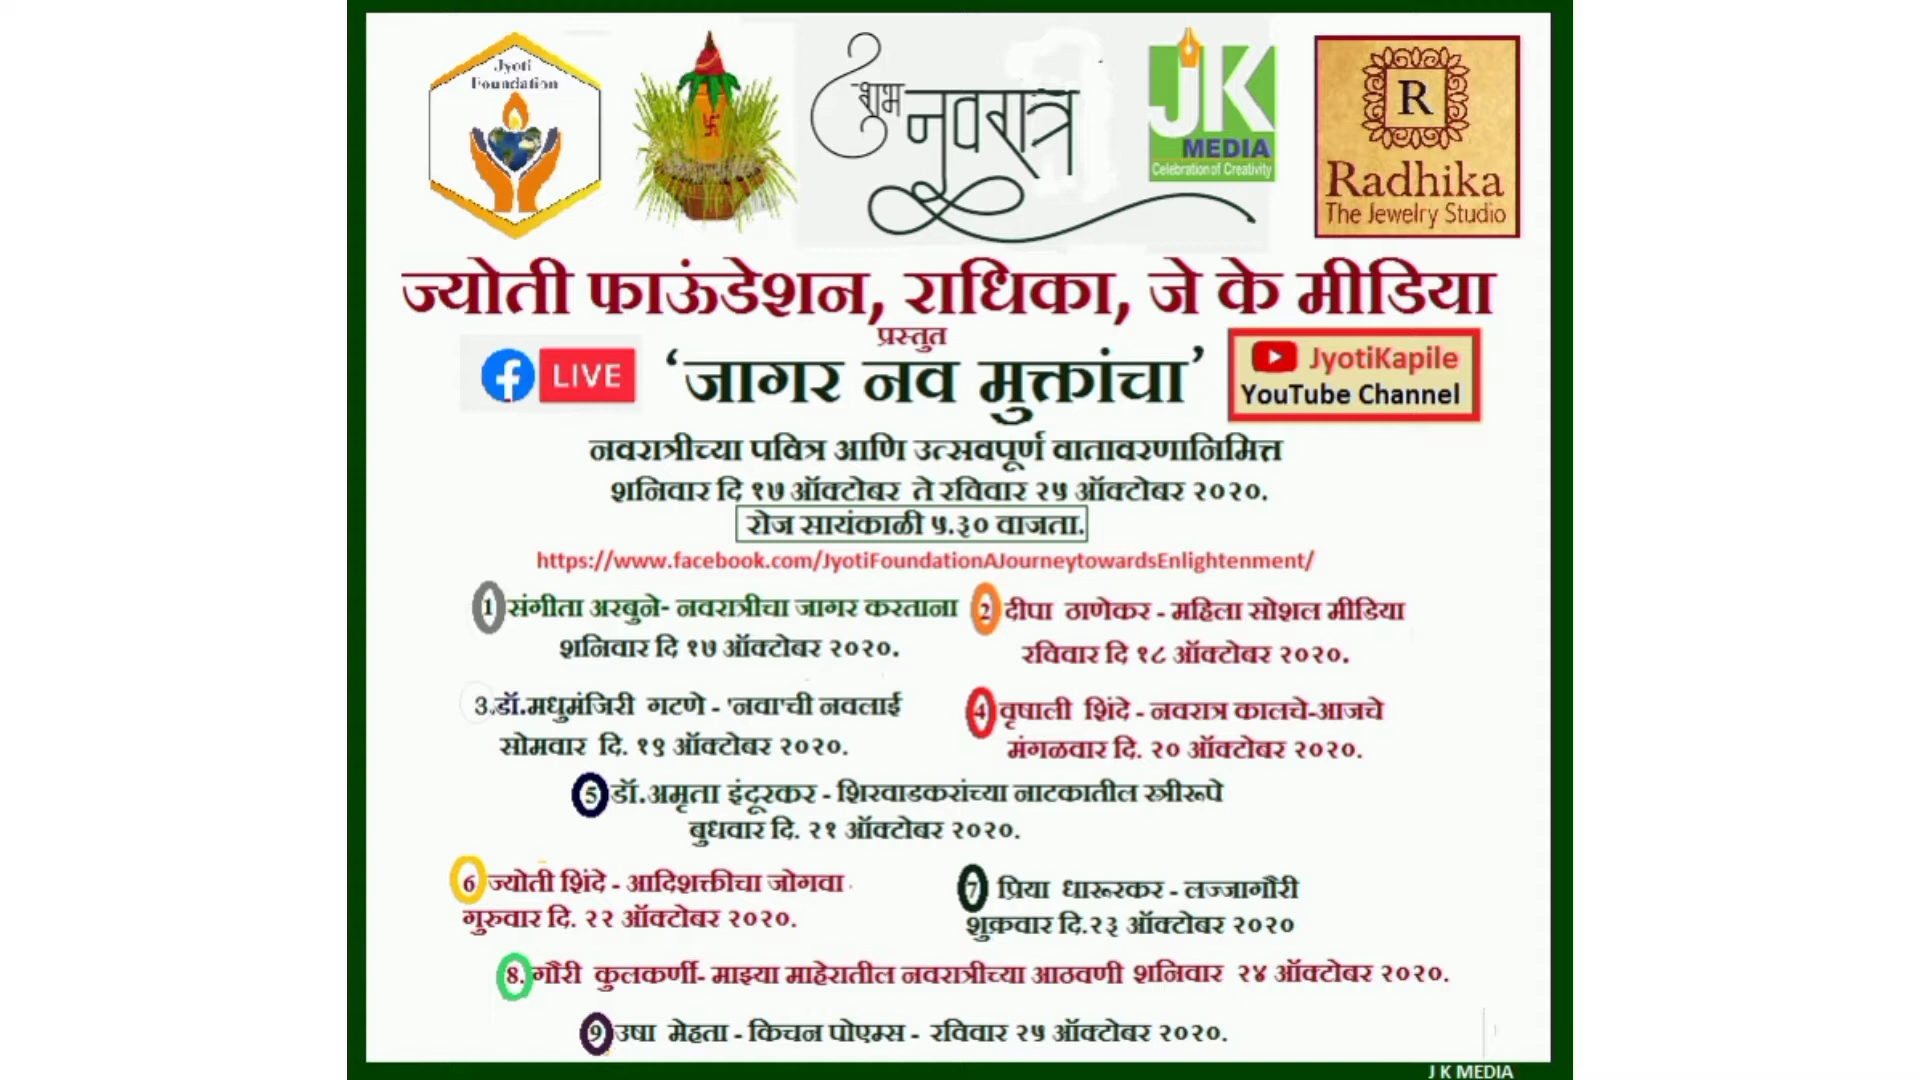 Jyoti
Foundation
शुभ नवरात्र
JK
MEDIA
Celebration of Creativity
R
Radhika
The Jewelry Studio
ज्योती फाऊंडेशन, राधिका, जे के मीडिया
प्रस्तुत
LIVE
‘जागर नव मुक्तांचा’
JyotiKapile
YouTube Channel
नवरात्रीच्या पवित्र आणि उत्सवपूर्ण वातावरणानिमित्त
शनिवार दि १७ ऑक्टोबर ते रविवार २५ ऑक्टोबर २०२०.
रोज सायंकाळी ५.३० वाजता.
https://www.facebook.com/JyotiFoundationAJourneytowardsEnlightenment/
1 संगीता अरबुने- नवरात्रीचा जागर करताना
शनिवार दि १७ ऑक्टोबर २०२०.
2 दीपा ठाणेकर - महिला सोशल मीडिया
रविवार दि १८ ऑक्टोबर २०२०.
3.डॉ.मधुमंजिरी गटणे - 'नवा'ची नवलाई
सोमवार दि. १९ ऑक्टोबर २०२०.
4 वृषाली शिंदे - नवरात्र कालचे-आजचे
मंगळवार दि. २० ऑक्टोबर २०२०.
5 डॉ.अमृता इंदूरकर - शिरवाडकरांच्या नाटकातील स्त्रीरूपे
बुधवार दि. २१ ऑक्टोबर २०२०.
6 ज्योती शिंदे - आदिशक्तीचा जोगवा
गुरुवार दि. २२ ऑक्टोबर २०२०.
7 प्रिया धारूरकर - लज्जागौरी
शुक्रवार दि.२३ ऑक्टोबर २०२०
8. गौरी कुलकर्णी- माझ्या माहेरातील नवरात्रीच्या आठवणी शनिवार २४ ऑक्टोबर २०२०.
9 उषा मेहता - किचन पोएम्स - रविवार २५ ऑक्टोबर २०२०.
J K MEDIA